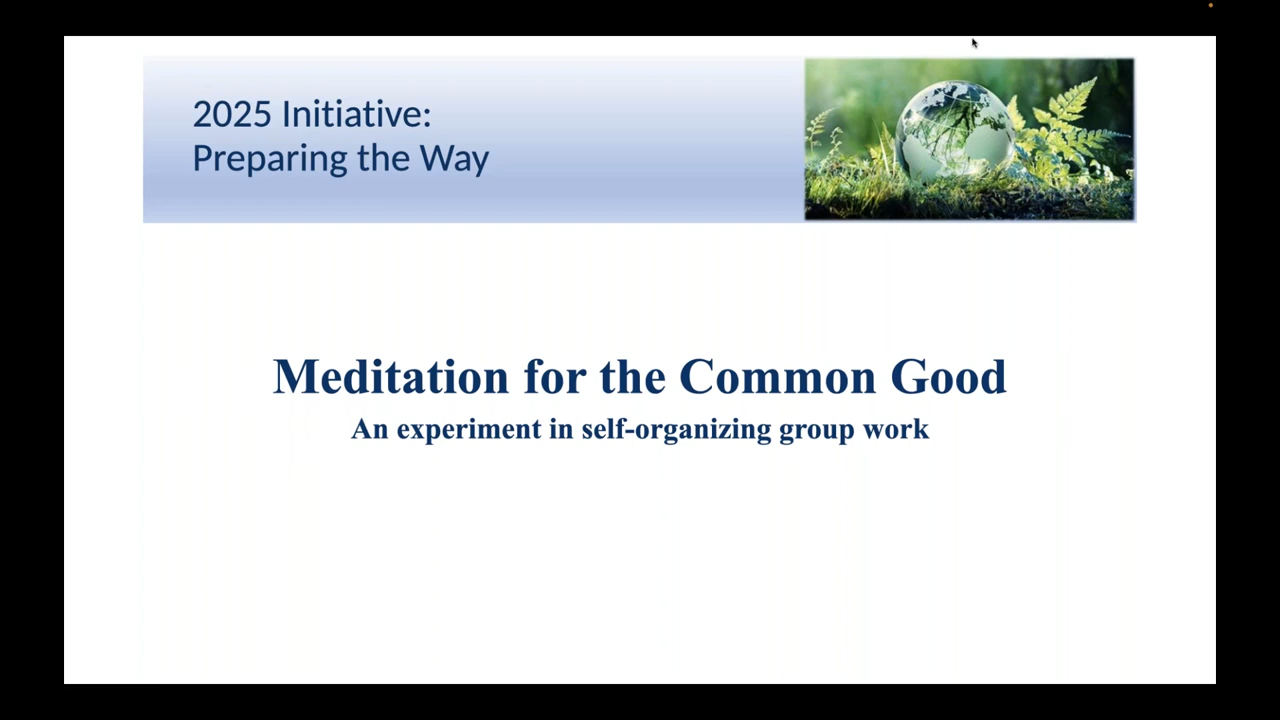 2025 Initiative:
Preparing the Way
Meditation for the Common Good
An experiment in self-organizing group work